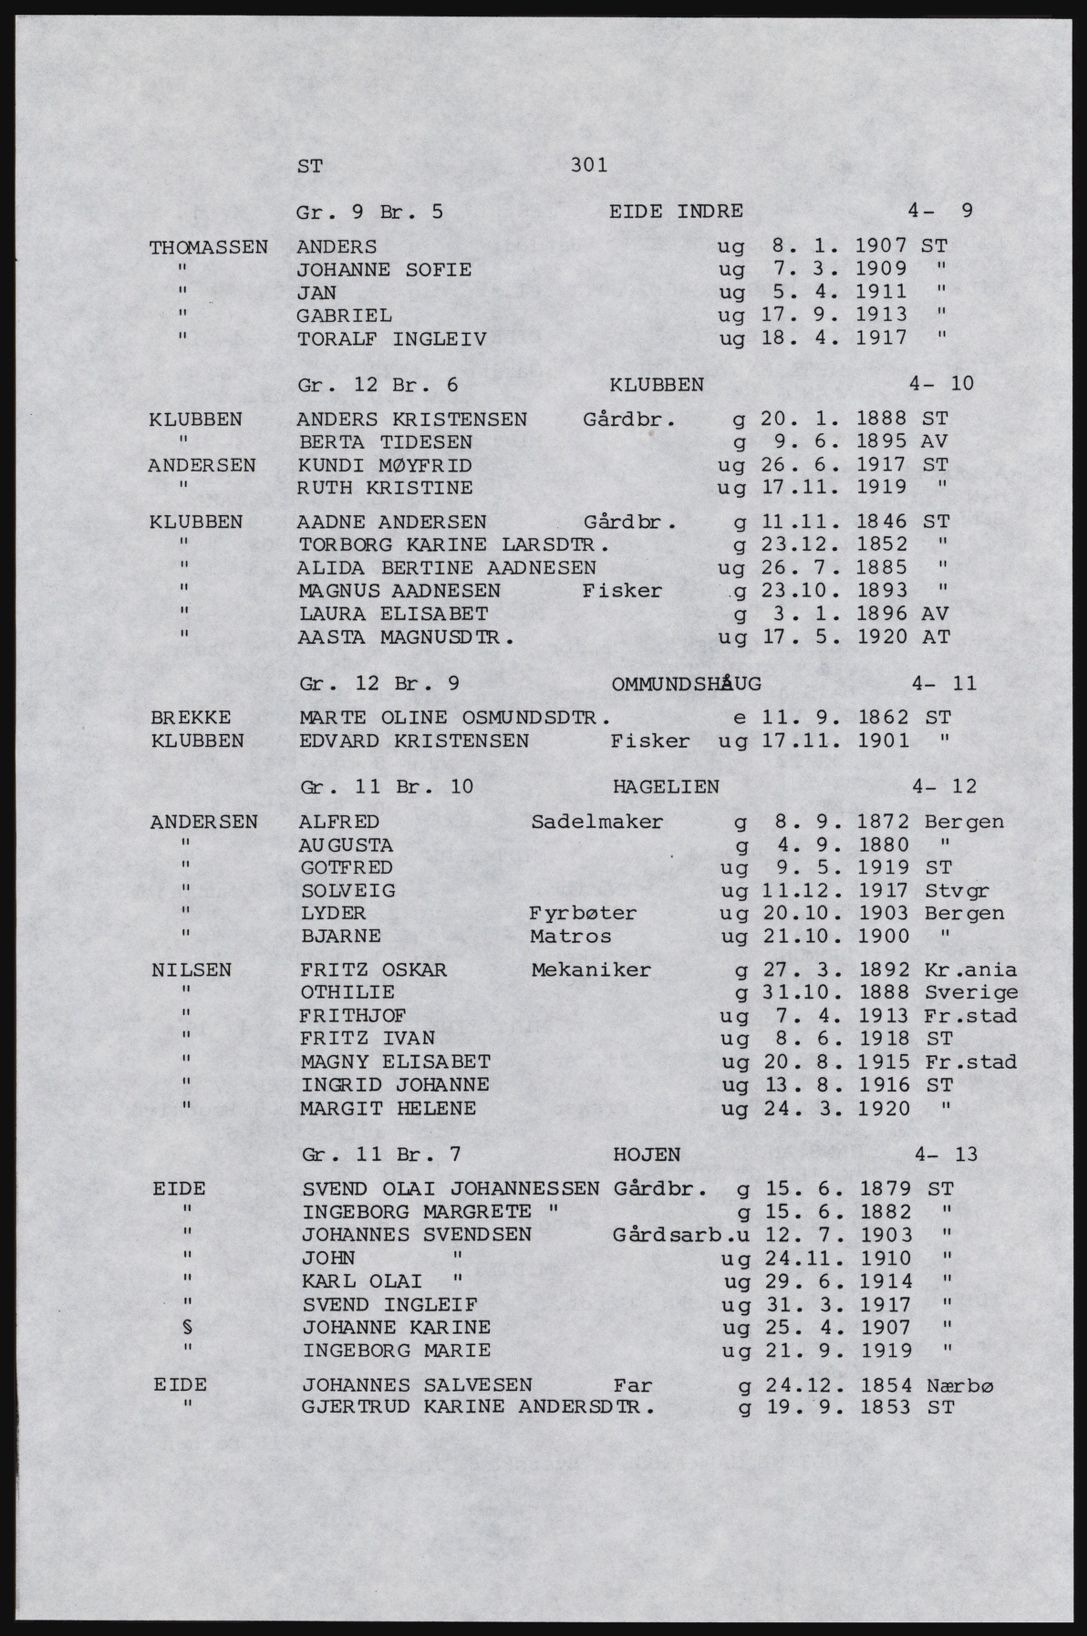 ST 301
Gr. 9 Br. 5 EIDE INDRE 4- 9
THOMASSEN ANDERS ug 8. 1. 1907 ST
" JOHANNE SOFIE ug 7. 3. 1909 "
" JAN ug 5. 4. 1911 "
" GABRIEL ug 17. 9. 1913 "
" TORALF INGLEIV ug 18. 4. 1917 "
Gr. 12 Br. 6 KLUBBEN 4- 10
KLUBBEN ANDERS KRISTENSEN Gårdbr. g 20. 1. 1888 ST
" BERTA TIDESEN g 9. 6. 1895 AV
ANDERSEN KUNDI MØYFRID ug 26. 6. 1917 ST
" RUTH KRISTINE ug 17.11. 1919 "
KLUBBEN AADNE ANDERSEN Gårdbr. g 11.11. 1846 ST
" TORBORG KARINE LARSDTR. g 23.12. 1852 "
" ALIDA BERTINE AADNESEN ug 26. 7. 1885 "
" MAGNUS AADNESEN Fisker g 23.10. 1893 "
" LAURA ELISABET g 3. 1. 1896 AV
" AASTA MAGNUSDTR. ug 17. 5. 1920 AT
Gr. 12 Br. 9 OMMUNDSHAUG 4- 11
BREKKE MARTE OLINE OSMUNDSDTR. e 11. 9. 1862 ST
KLUBBEN EDVARD KRISTENSEN Fisker ug 17.11. 1901 "
Gr. 11 Br. 10 HAGELIEN 4- 12
ANDERSEN ALFRED Sadelmaker g 8. 9. 1872 Bergen
" AUGUSTA g 4. 9. 1880 "
" GOTFRED ug 9. 5. 1919 ST
" SOLVEIG ug 11.12. 1917 Stvgr
" LYDER Fyrbøter ug 20.10. 1903 Bergen
" BJARNE Matros ug 21.10. 1900 "
NILSEN FRITZ OSKAR Mekaniker g 27. 3. 1892 Kr.ania
" OTHILIE g 31.10. 1888 Sverige
" FRITHJOF ug 7. 4. 1913 Fr.stad
" FRITZ IVAN ug 8. 6. 1918 ST
" MAGNY ELISABET ug 20. 8. 1915 Fr.stad
" INGRID JOHANNE ug 13. 8. 1916 ST
" MARGIT HELENE ug 24. 3. 1920 "
Gr. 11 Br. 7 HOJEN 4- 13
EIDE SVEND OLAI JOHANNESSEN Gårdbr. g 15. 6. 1879 ST
" INGEBORG MARGRETE " g 15. 6. 1882 "
" JOHANNES SVENDSEN Gårdsarb.u 12. 7. 1903 "
" JOHN " ug 24.11. 1910 "
" KARL OLAI " ug 29. 6. 1914 "
" SVEND INGLEIF ug 31. 3. 1917 "
§ JOHANNE KARINE ug 25. 4. 1907 "
" INGEBORG MARIE ug 21. 9. 1919 "
EIDE JOHANNES SALVESEN Far g 24.12. 1854 Nærbø
" GJERTRUD KARINE ANDERSDTR. g 19. 9. 1853 ST